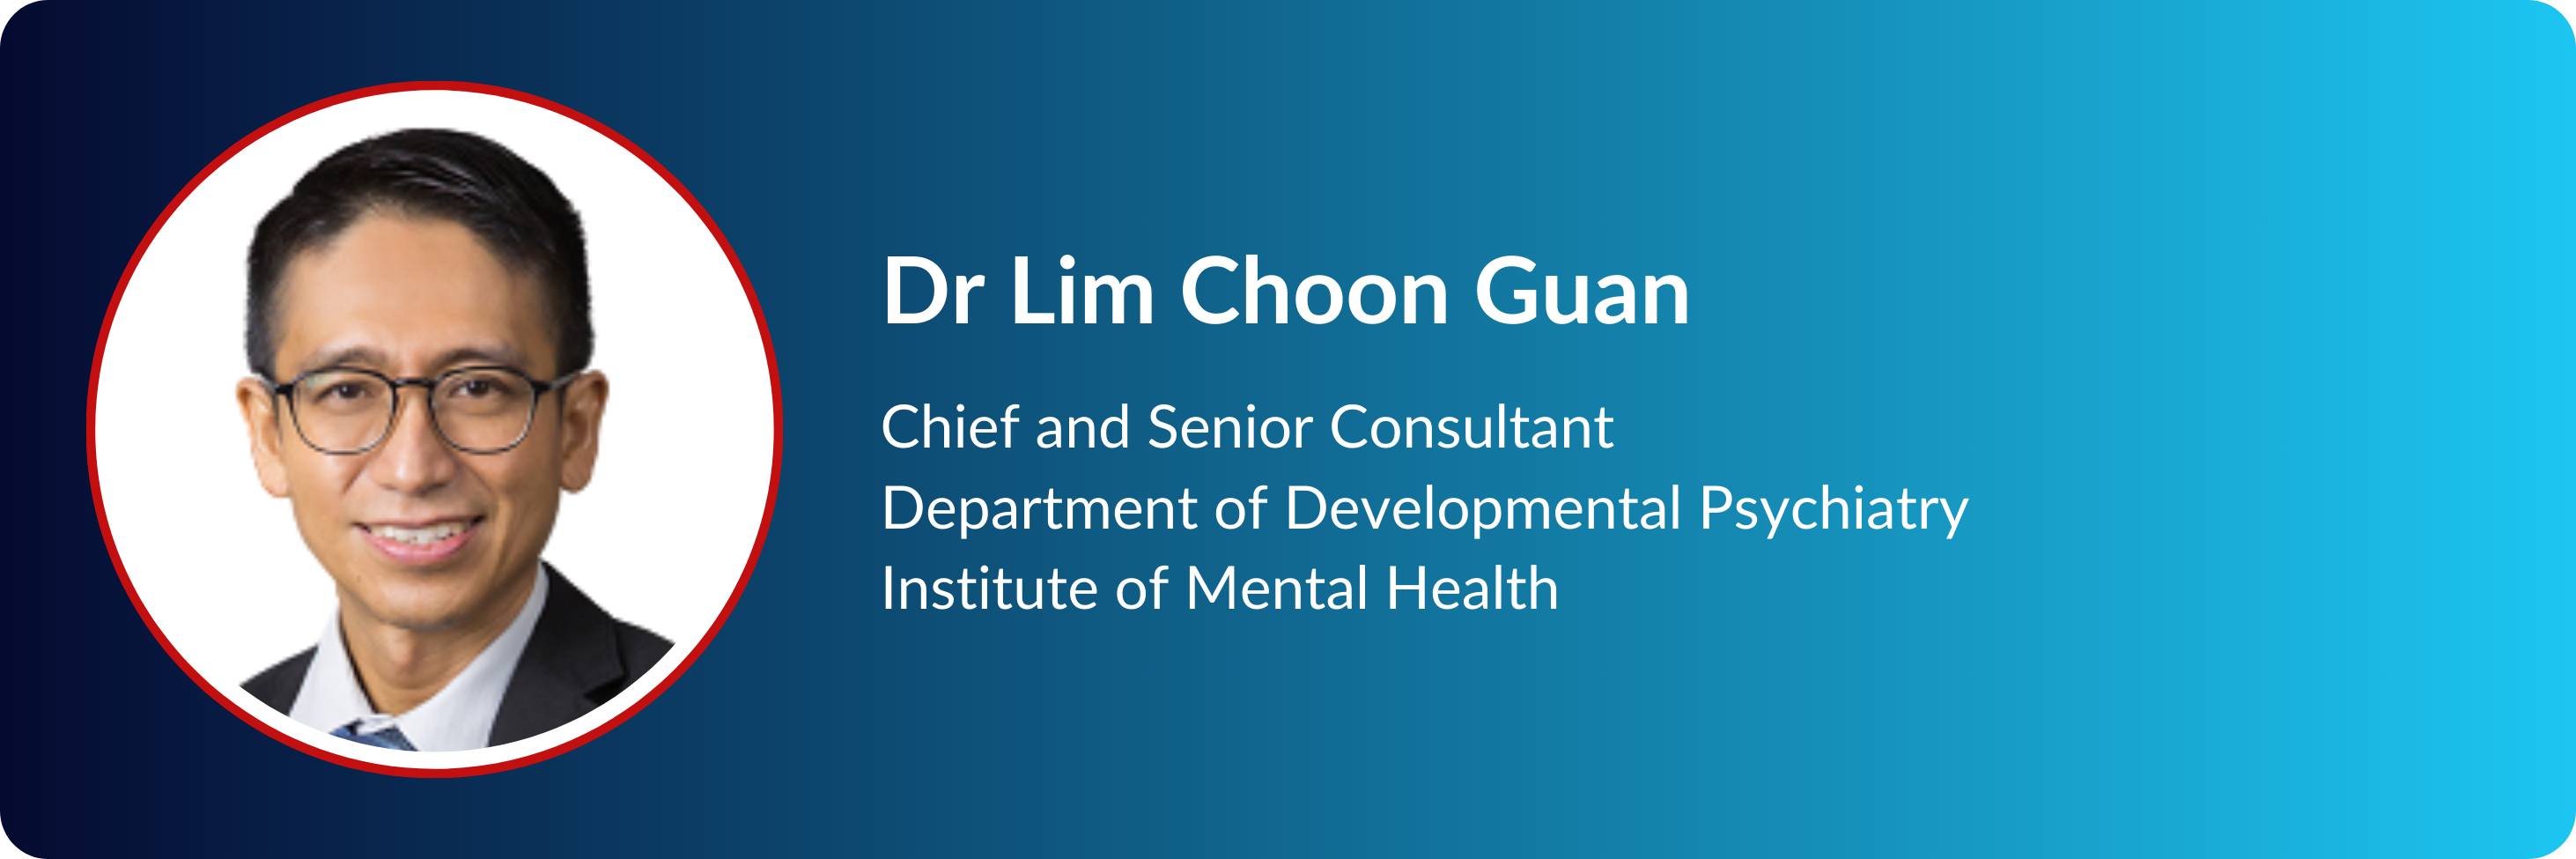 Dr Lim Choon Guan
Chief and Senior Consultant
Department of Developmental Psychiatry
Institute of Mental Health